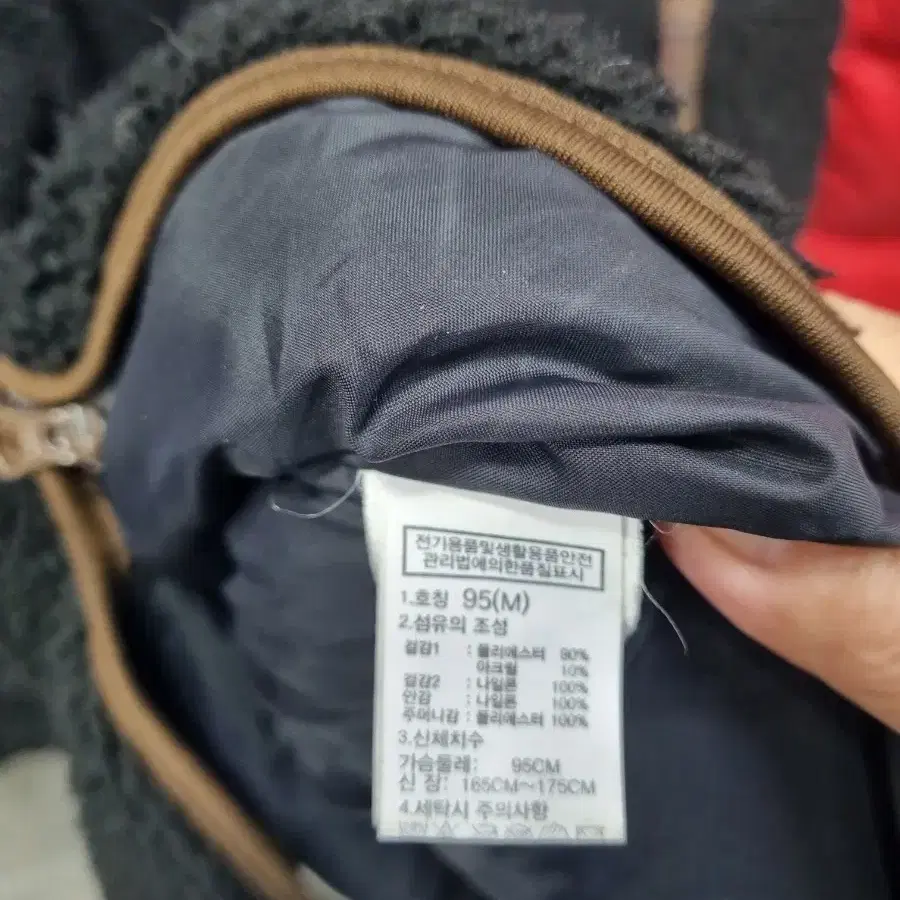 전기용품및생활용품안전
관리법에의한품질표시
1.호칭 95(M)
2.섬유의 조성
겉감1 : 폴리에스터 90%
아크릴 10%
겉감2 : 나일론 100%
안감 : 나일론 100%
주머니감 : 폴리에스터 100%
3.신체치수
가슴둘레: 95CM
신 장: 165CM~175CM
4.세탁시 주의사항